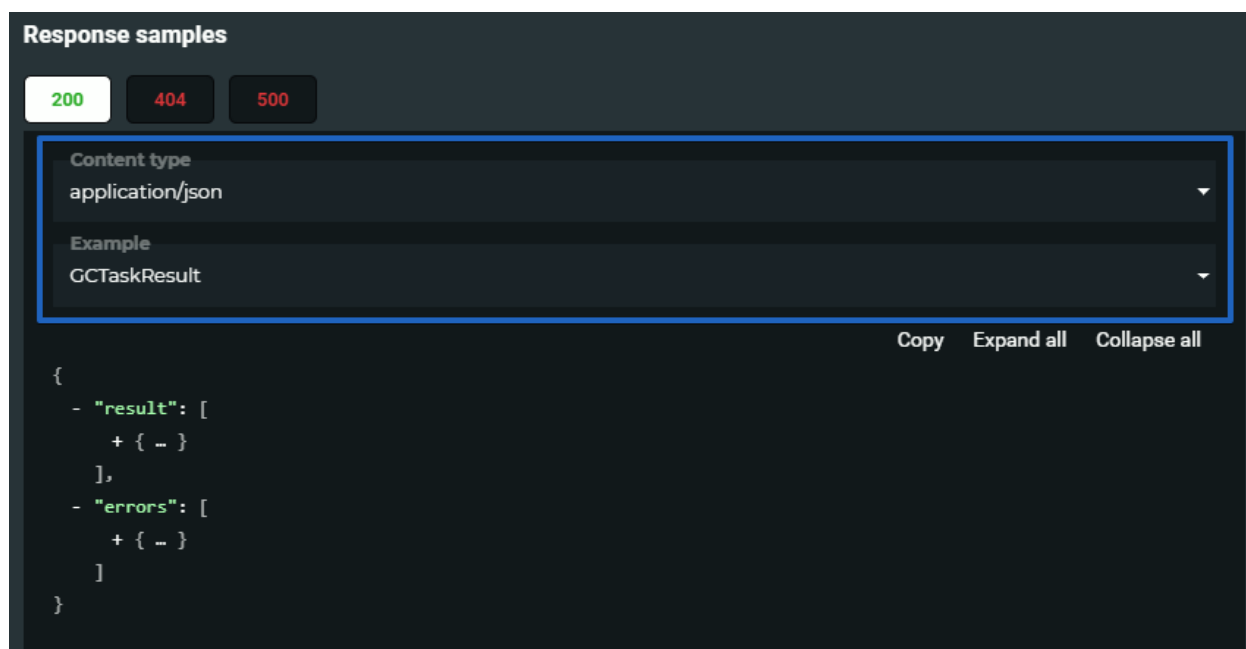 Response samples
200 404 500
Content type
application/json
Example
GCTaskResult
Copy Expand all Collapse all
{
- "result": [
+ { … }
],
- "errors": [
+ { … }
]
}